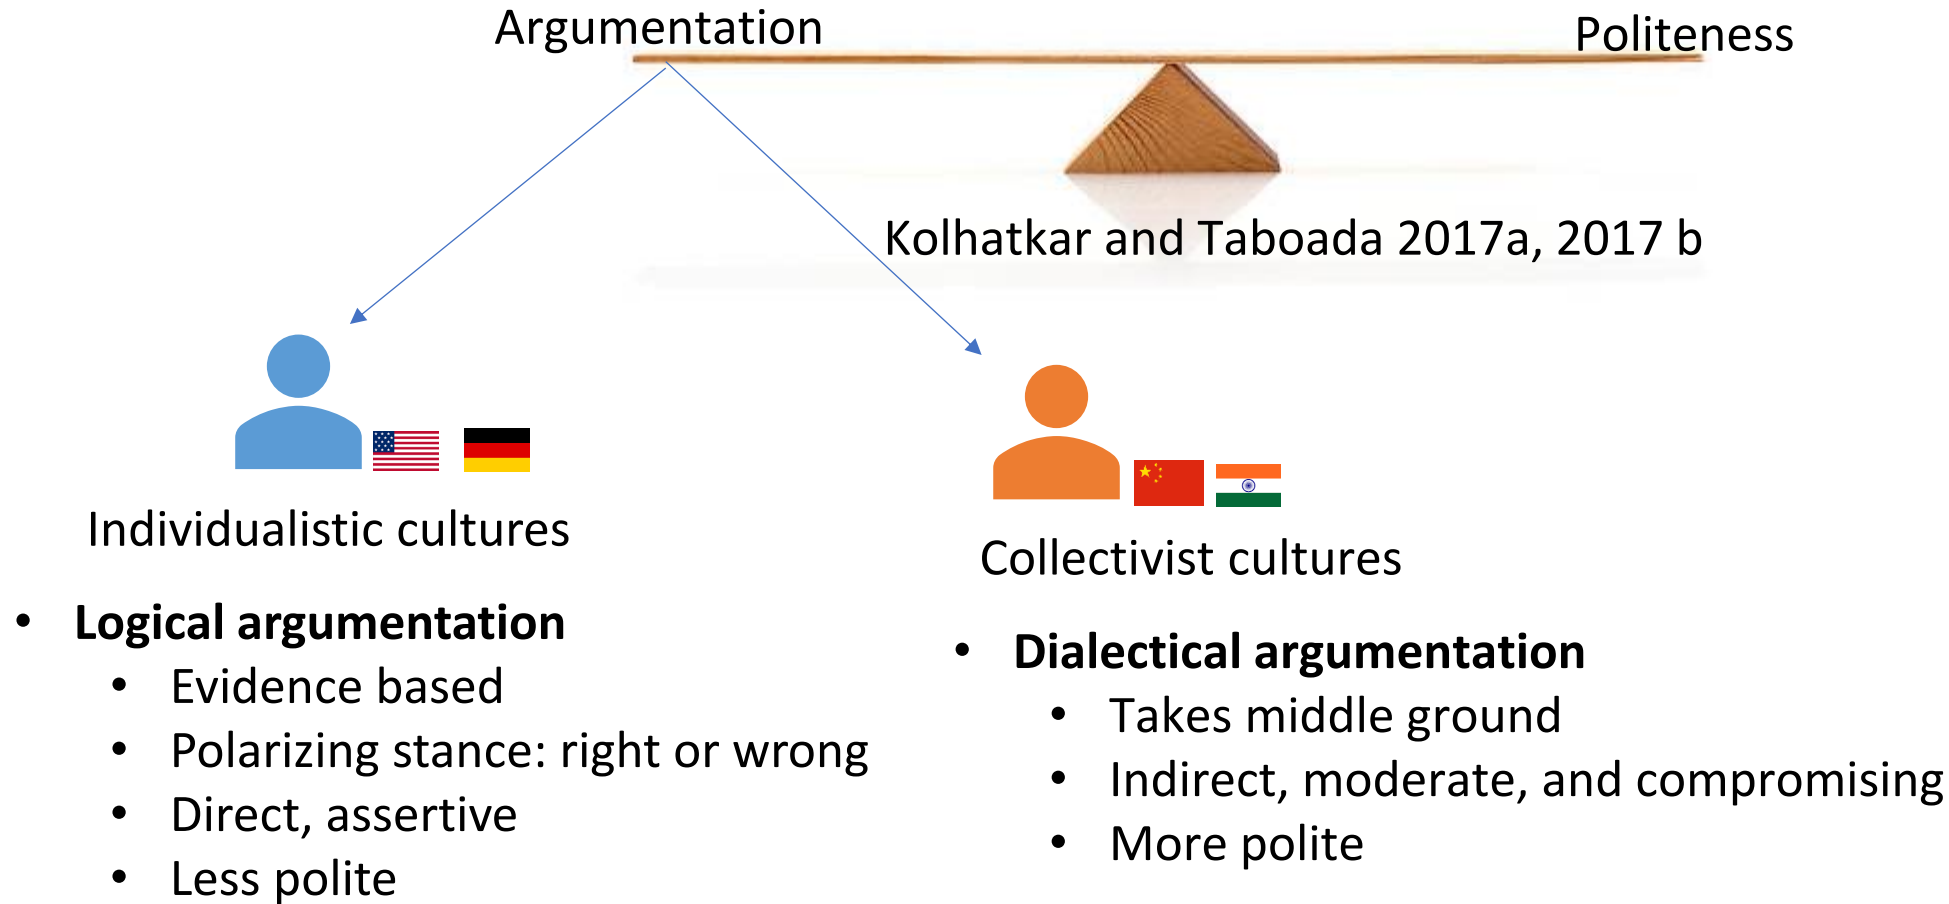 Argumentation
Politeness
Kolhatkar and Taboada 2017a, 2017 b
Individualistic cultures
• Logical argumentation
• Evidence based
• Polarizing stance: right or wrong
• Direct, assertive
• Less polite
Collectivist cultures
• Dialectical argumentation
• Takes middle ground
• Indirect, moderate, and compromising
• More polite